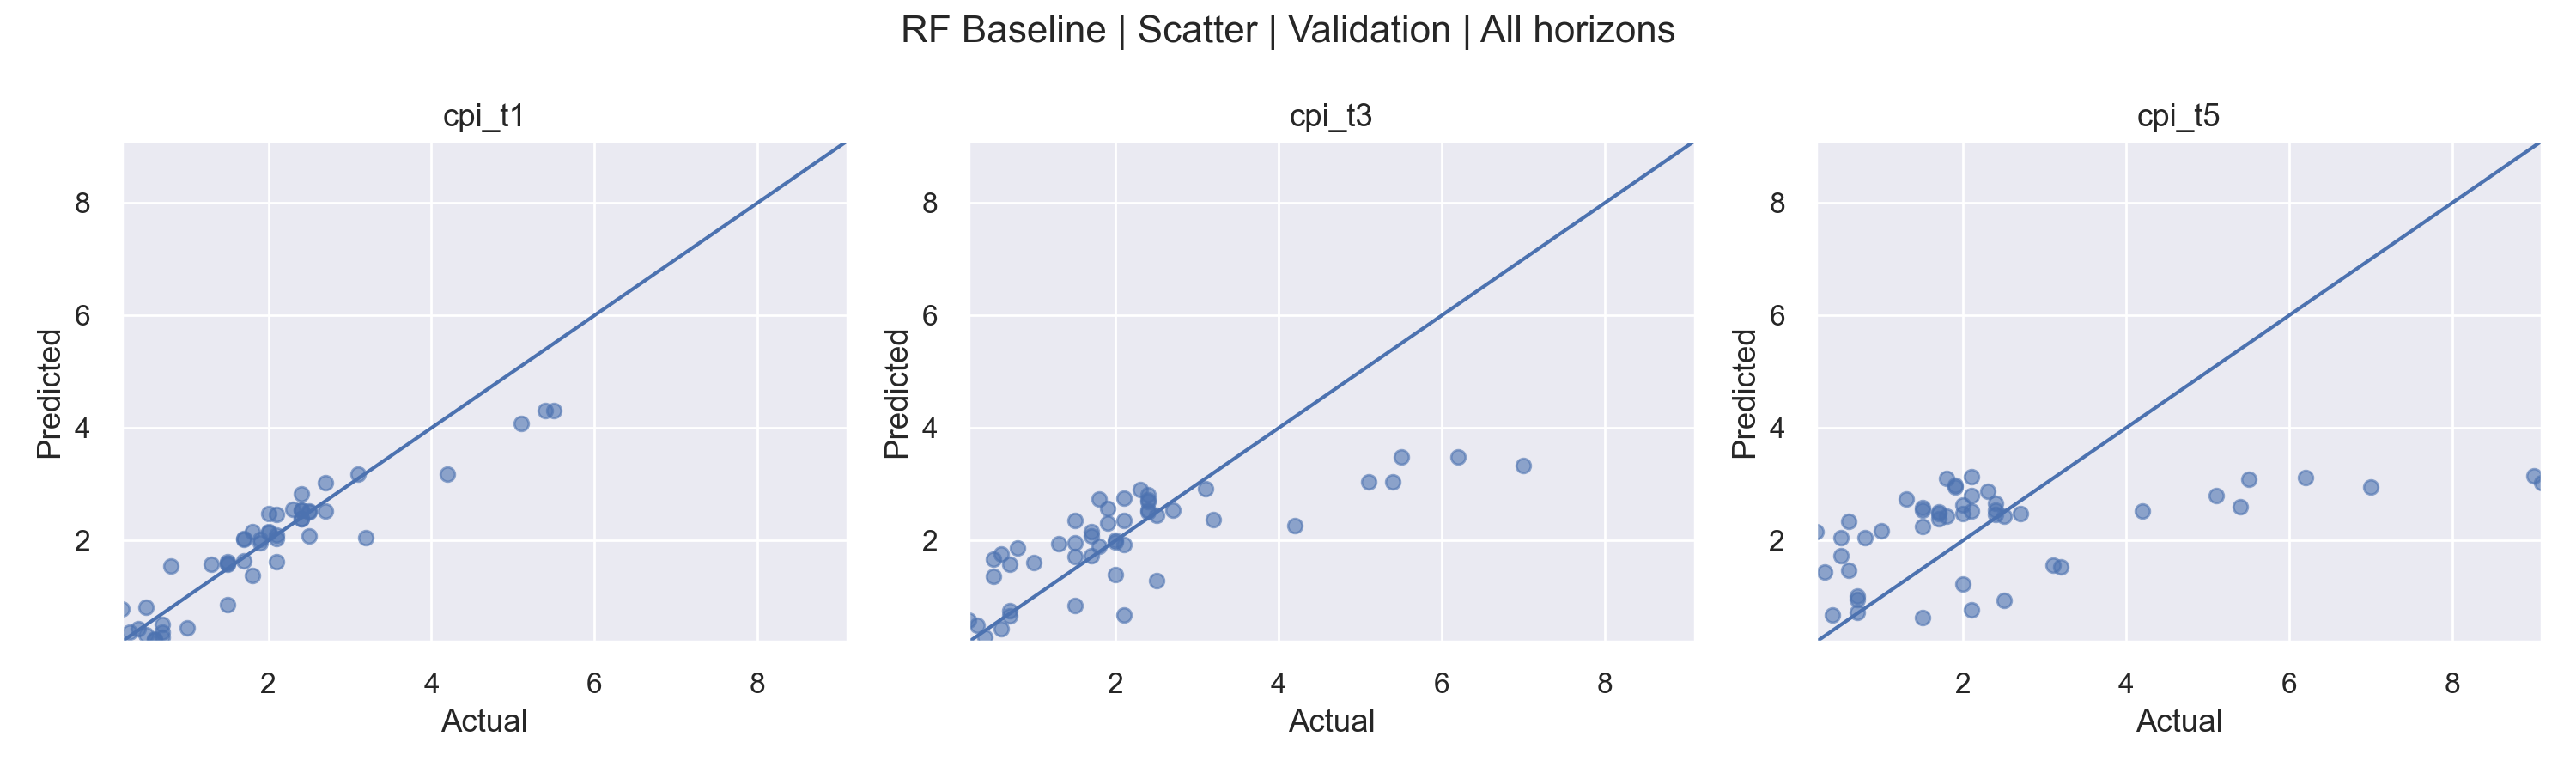 RF Baseline | Scatter | Validation | All horizons
cpi_t1
cpi_t3
cpi_t5
8
6
4
2
Predicted
2
4
6
8
Actual
8
6
4
2
Predicted
2
4
6
8
Actual
8
6
4
2
Predicted
2
4
6
8
Actual